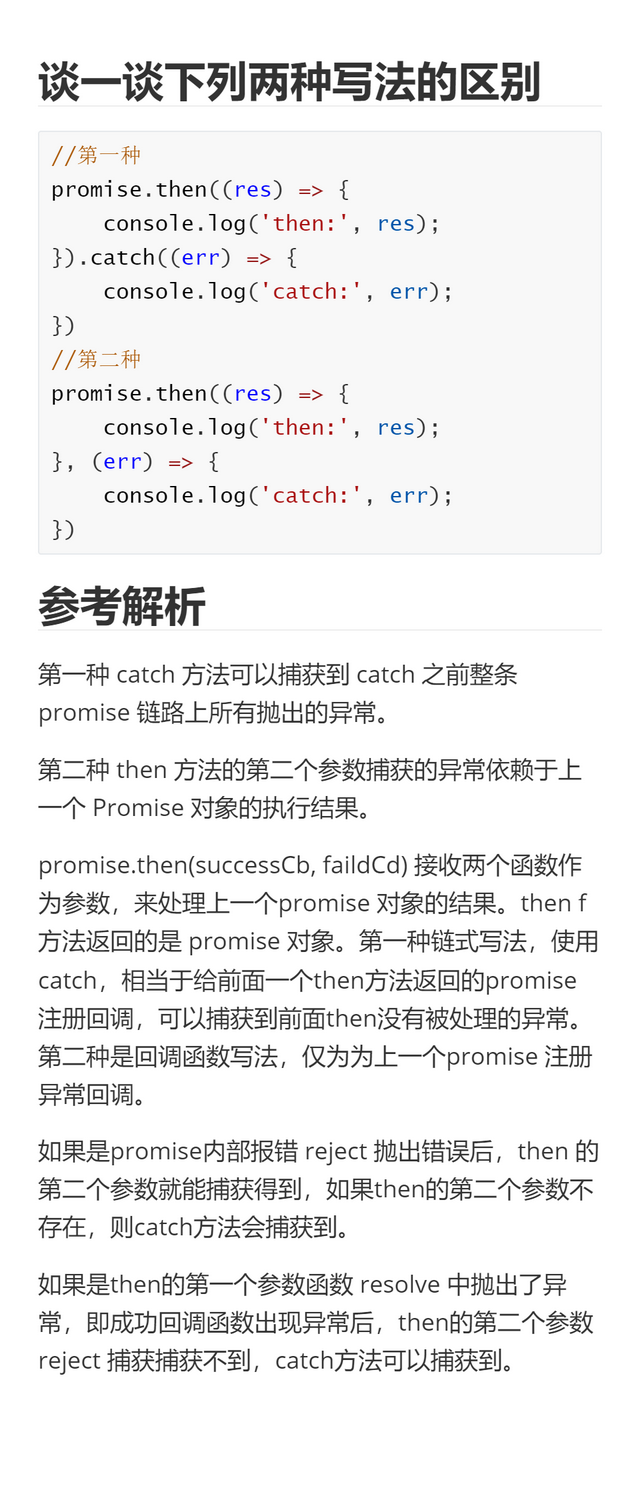 谈一谈下列两种写法的区别
//第一种
promise.then((res) => {
    console.log('then:', res);
}).catch((err) => {
    console.log('catch:', err);
})
//第二种
promise.then((res) => {
    console.log('then:', res);
}, (err) => {
    console.log('catch:', err);
})
参考解析
第一种 catch 方法可以捕获到 catch 之前整条
promise 链路上所有抛出的异常。
第二种 then 方法的第二个参数捕获的异常依赖于上
一个 Promise 对象的执行结果。
promise.then(successCb, faildCd) 接收两个函数作
为参数，来处理上一个promise 对象的结果。then f
方法返回的是 promise 对象。第一种链式写法，使用
catch，相当于给前面一个then方法返回的promise
注册回调，可以捕获到前面then没有被处理的异常。
第二种是回调函数写法，仅为为上一个promise 注册
异常回调。
如果是promise内部报错 reject 抛出错误后，then 的
第二个参数就能捕获得到，如果then的第二个参数不
存在，则catch方法会捕获到。
如果是then的第一个参数函数 resolve 中抛出了异
常，即成功回调函数出现异常后，then的第二个参数
reject 捕获捕获不到，catch方法可以捕获到。